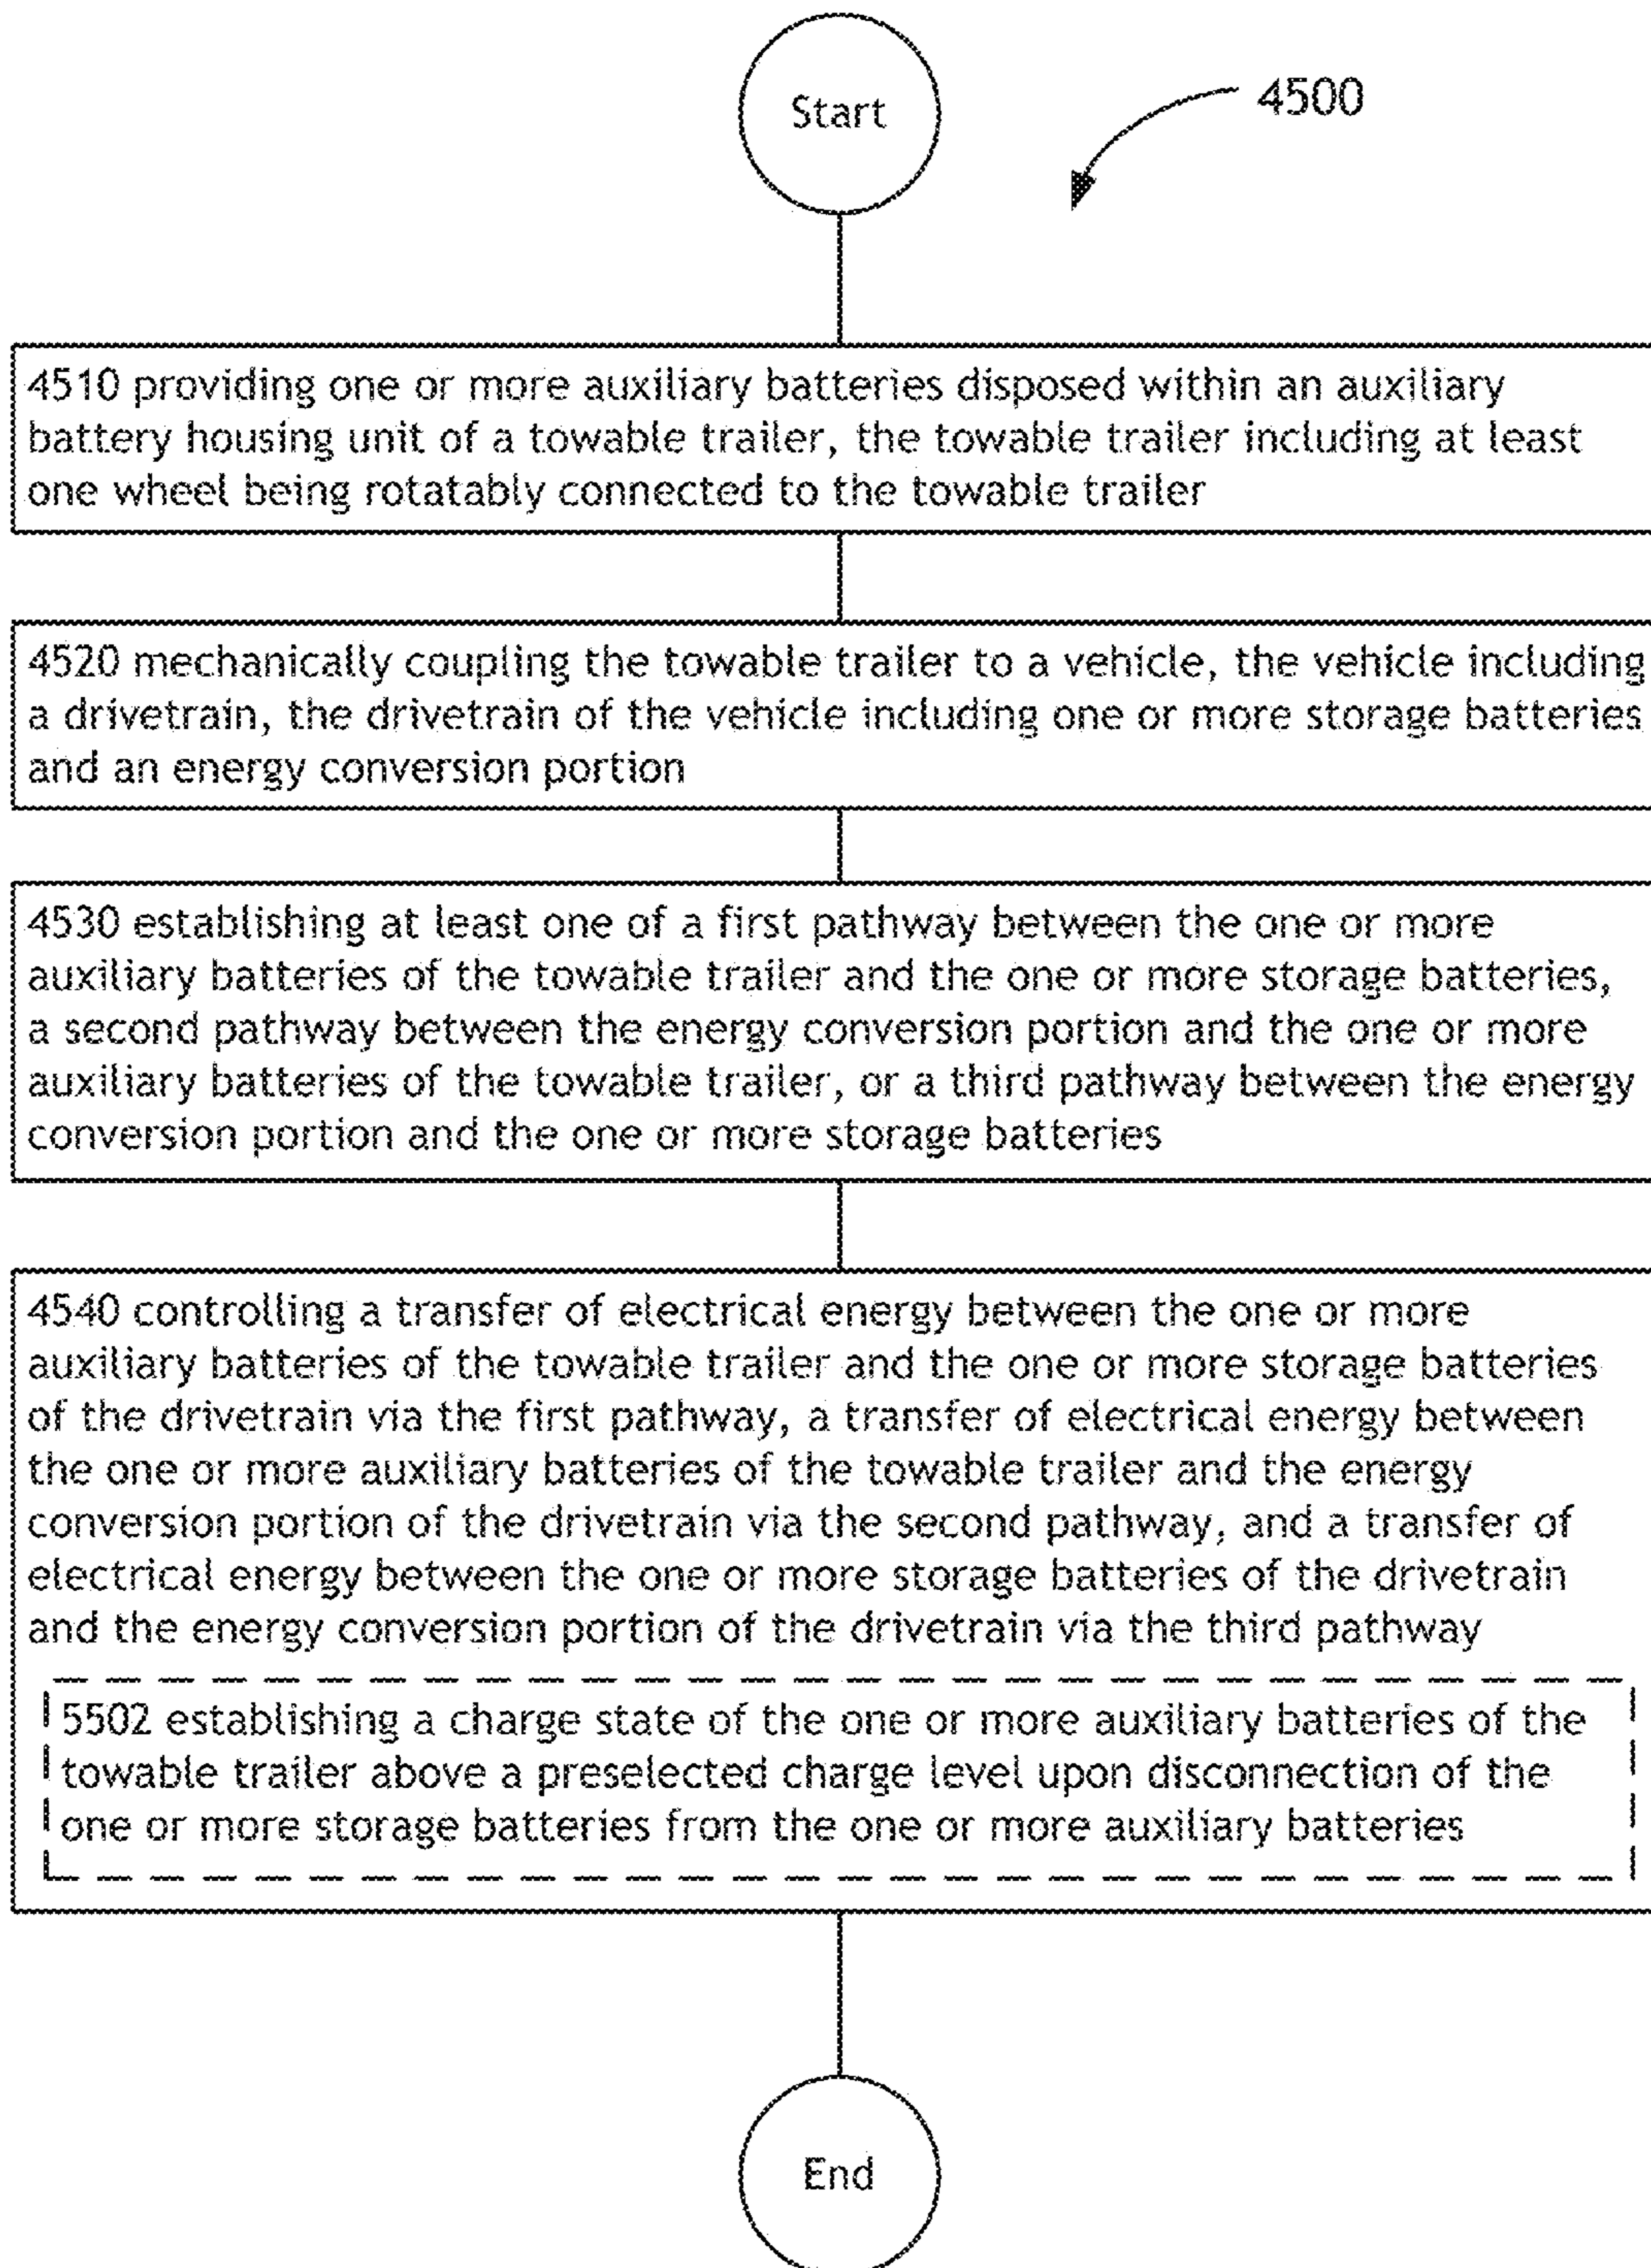 Start
4500
4510 providing one or more auxiliary batteries disposed within an auxiliary
battery housing unit of a towable trailer, the towable trailer including at least
one wheel being rotatably connected to the towable trailer
4520 mechanically coupling the towable trailer to a vehicle, the vehicle including
a drivetrain, the drivetrain of the vehicle including one or more storage batteries
and an energy conversion portion
4530 establishing at least one of a first pathway between the one or more
auxiliary batteries of the towable trailer and the one or more storage batteries,
a second pathway between the energy conversion portion and the one or more
auxiliary batteries of the towable trailer, or a third pathway between the energy
conversion portion and the one or more storage batteries
4540 controlling a transfer of electrical energy between the one or more
auxiliary batteries of the towable trailer and the one or more storage batteries
of the drivetrain via the first pathway, a transfer of electrical energy between
the one or more auxiliary batteries of the towable trailer and the energy
conversion portion of the drivetrain via the second pathway, and a transfer of
electrical energy between the one or more storage batteries of the drivetrain
and the energy conversion portion of the drivetrain via the third pathway
5502 establishing a charge state of the one or more auxiliary batteries of the
towable trailer above a preselected charge level upon disconnection of the
one or more storage batteries from the one or more auxiliary batteries
End